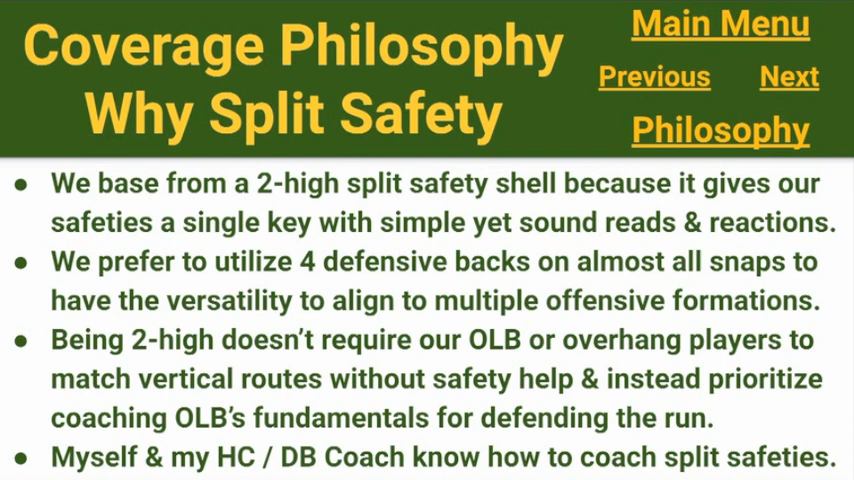 Coverage Philosophy
Why Split Safety
Main Menu
Previous Next
Philosophy
● We base from a 2-high split safety shell because it gives our
safeties a single key with simple yet sound reads & reactions.
● We prefer to utilize 4 defensive backs on almost all snaps to
have the versatility to align to multiple offensive formations.
● Being 2-high doesn’t require our OLB or overhang players to
match vertical routes without safety help & instead prioritize
coaching OLB’s fundamentals for defending the run.
● Myself & my HC / DB Coach know how to coach split safeties.